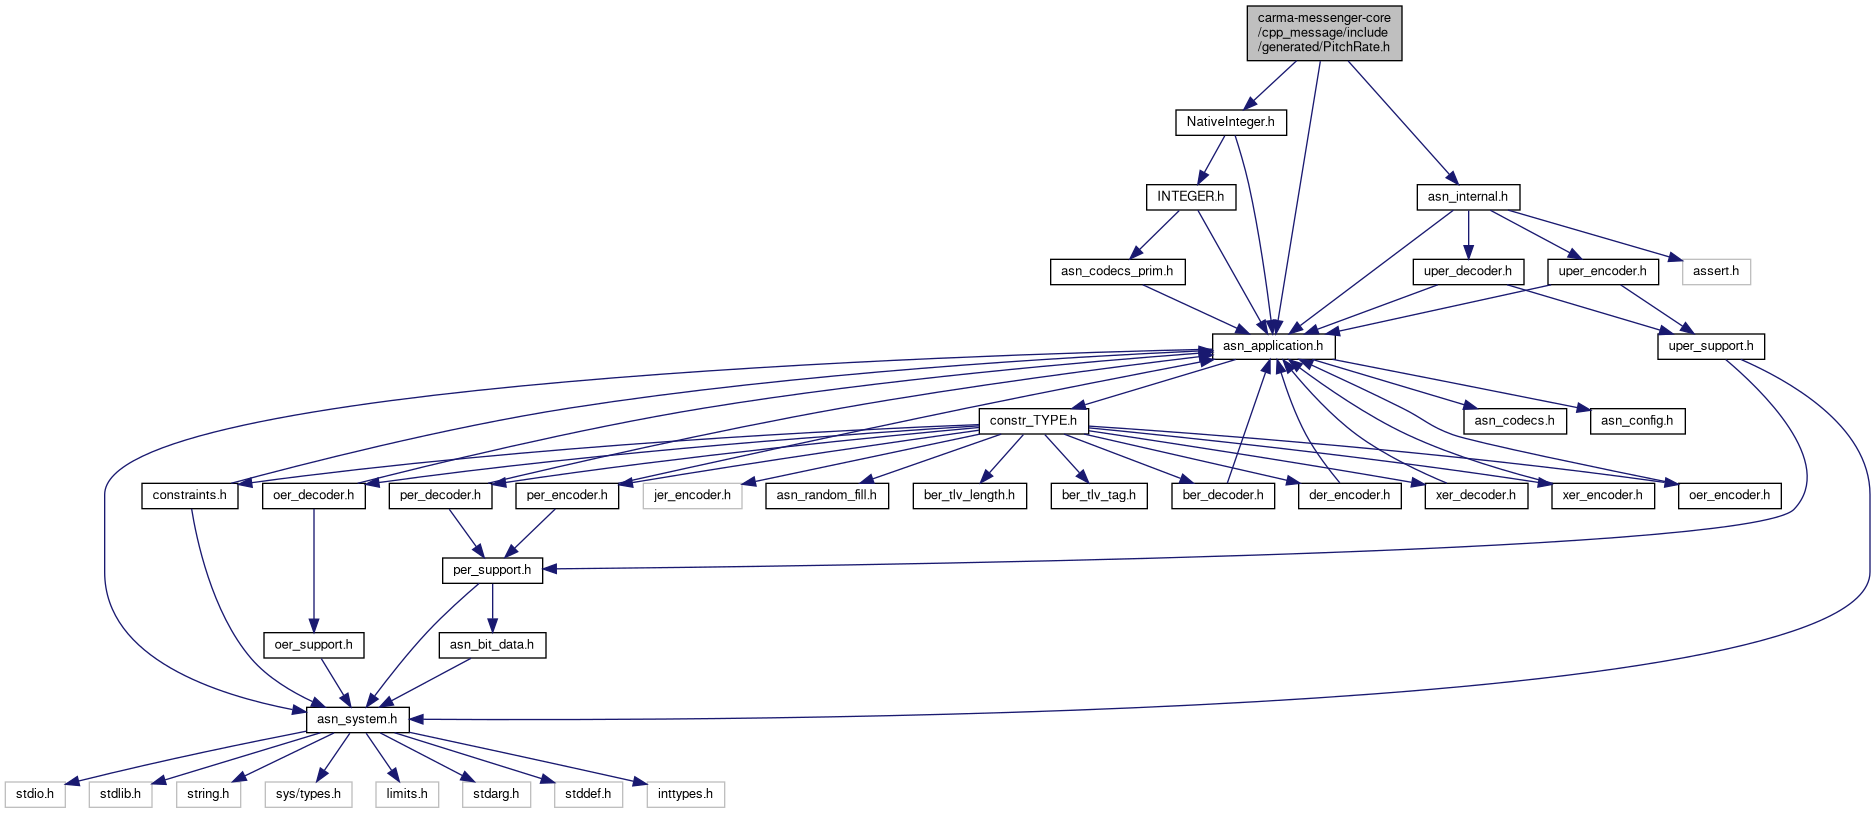 carma-messenger-core
/cpp_message/include
/generated/PitchRate.h
NativeInteger.h
INTEGER.h
asn_internal.h
asn_codecs_prim.h
uper_decoder.h
uper_encoder.h
assert.h
asn_application.h
uper_support.h
constr_TYPE.h
asn_codecs.h
asn_config.h
constraints.h
oer_decoder.h
per_decoder.h
per_encoder.h
jer_encoder.h
asn_random_fill.h
ber_tlv_length.h
ber_tlv_tag.h
ber_decoder.h
der_encoder.h
xer_decoder.h
xer_encoder.h
oer_encoder.h
per_support.h
oer_support.h
asn_bit_data.h
asn_system.h
stdio.h
stdlib.h
string.h
sys/types.h
limits.h
stdarg.h
stddef.h
inttypes.h